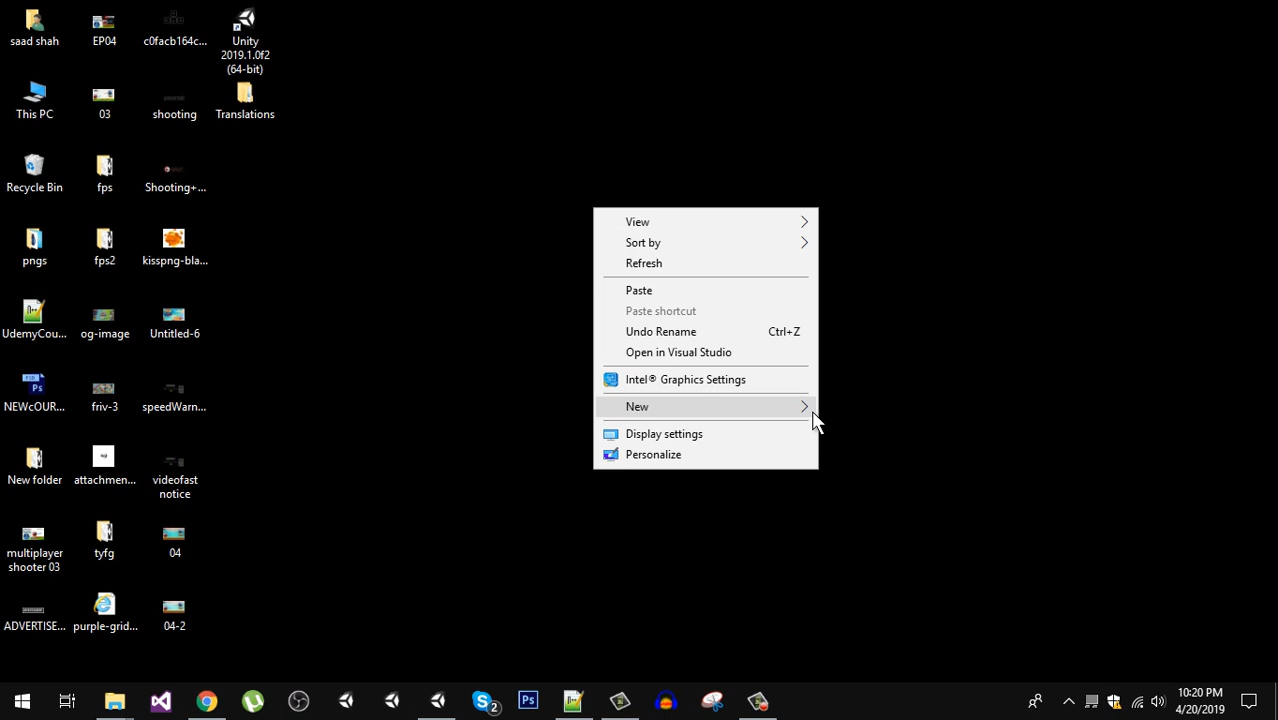 saad shah
EP04
c0facb164c...
Unity
2019.1.0f2
(64-bit)
This PC
03
shooting
Translations
Recycle Bin
fps
Shooting+...
pngs
fps2
kisspng-bla...
UdemyCou...
og-image
Untitled-6
NEWcOUR...
friv-3
speedWarn...
New folder
attachmen...
videofast
notice
multiplayer
shooter 03
tyfg
04
ADVERTISE...
purple-grid...
04-2
View
Sort by
Refresh
Paste
Paste shortcut
Undo Rename Ctrl+Z
Open in Visual Studio
Intel® Graphics Settings
New
Display settings
Personalize
Ps
2
Ps
10:20 PM
4/20/2019